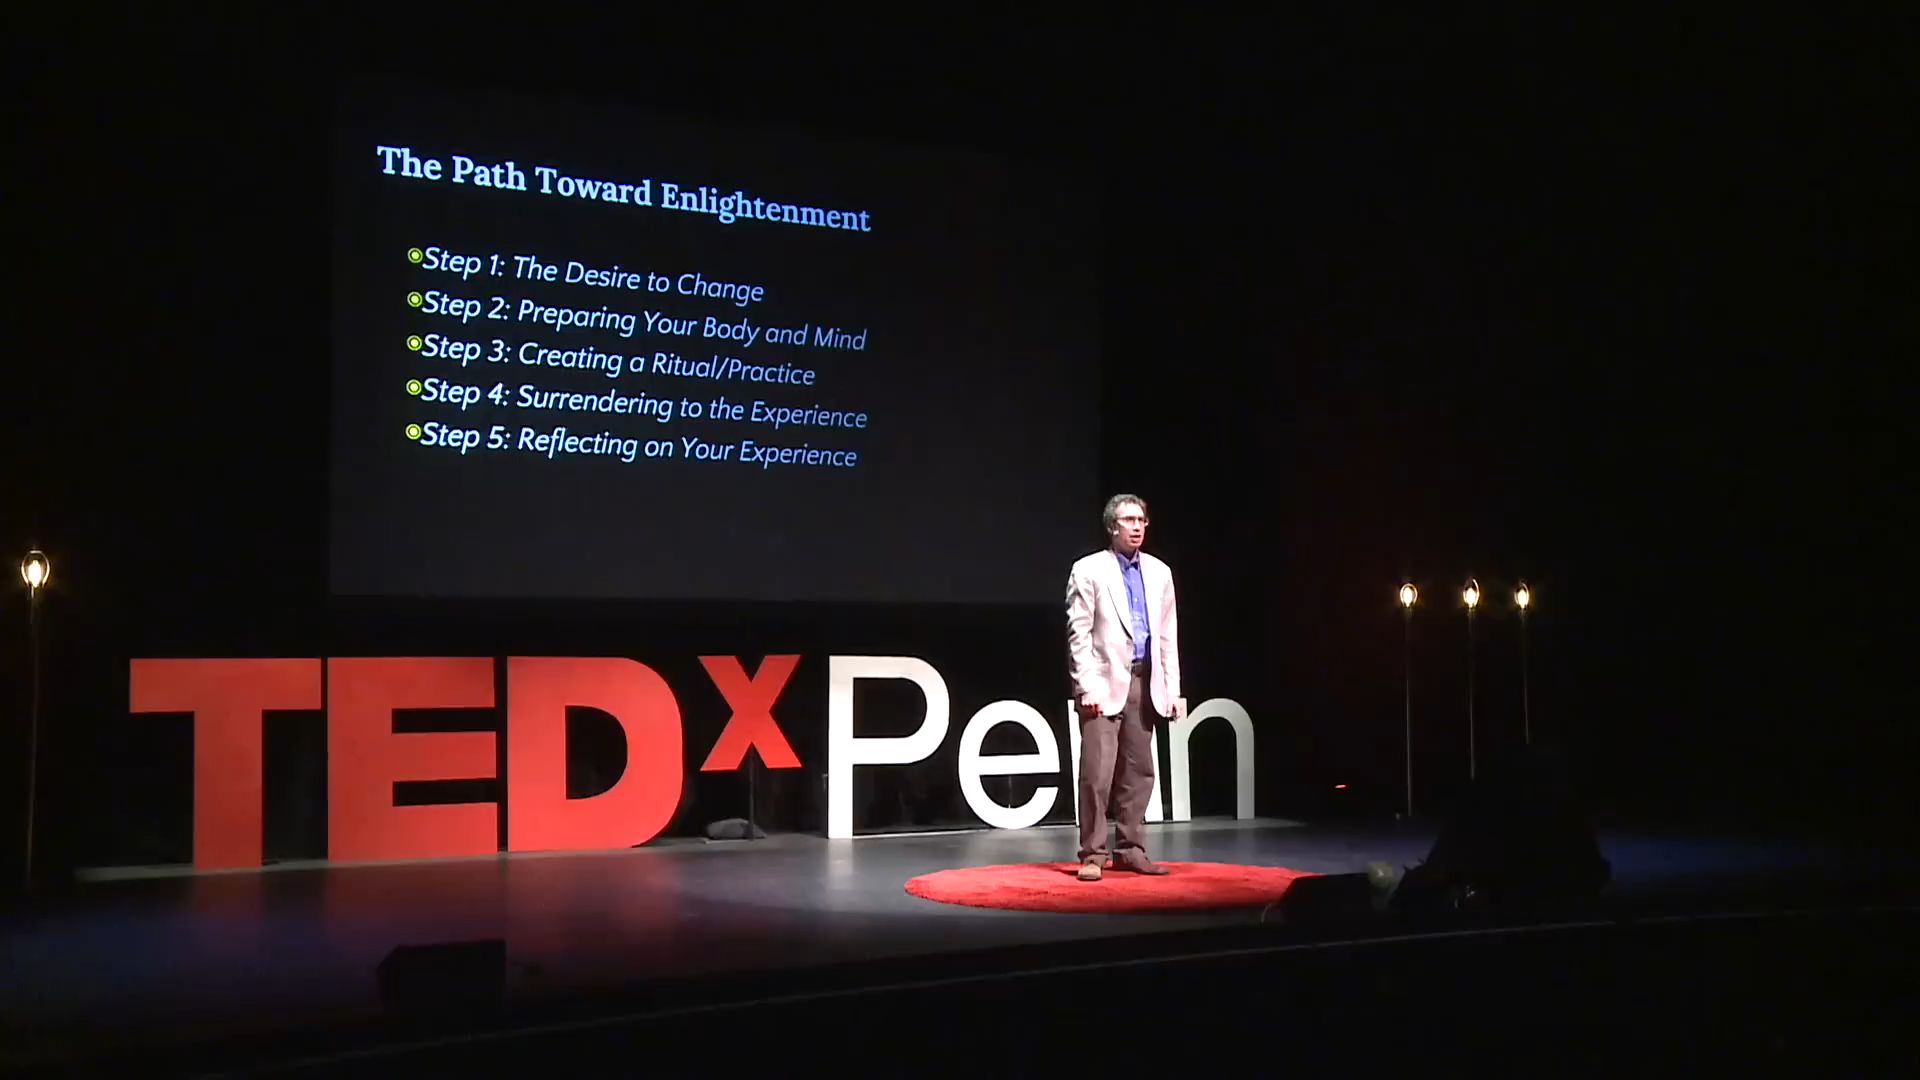 The Path Toward Enlightenment
Step 1: The Desire to Change
Step 2: Preparing Your Body and Mind
Step 3: Creating a Ritual/Practice
Step 4: Surrendering to the Experience
Step 5: Reflecting on Your Experience
TEDxPenn